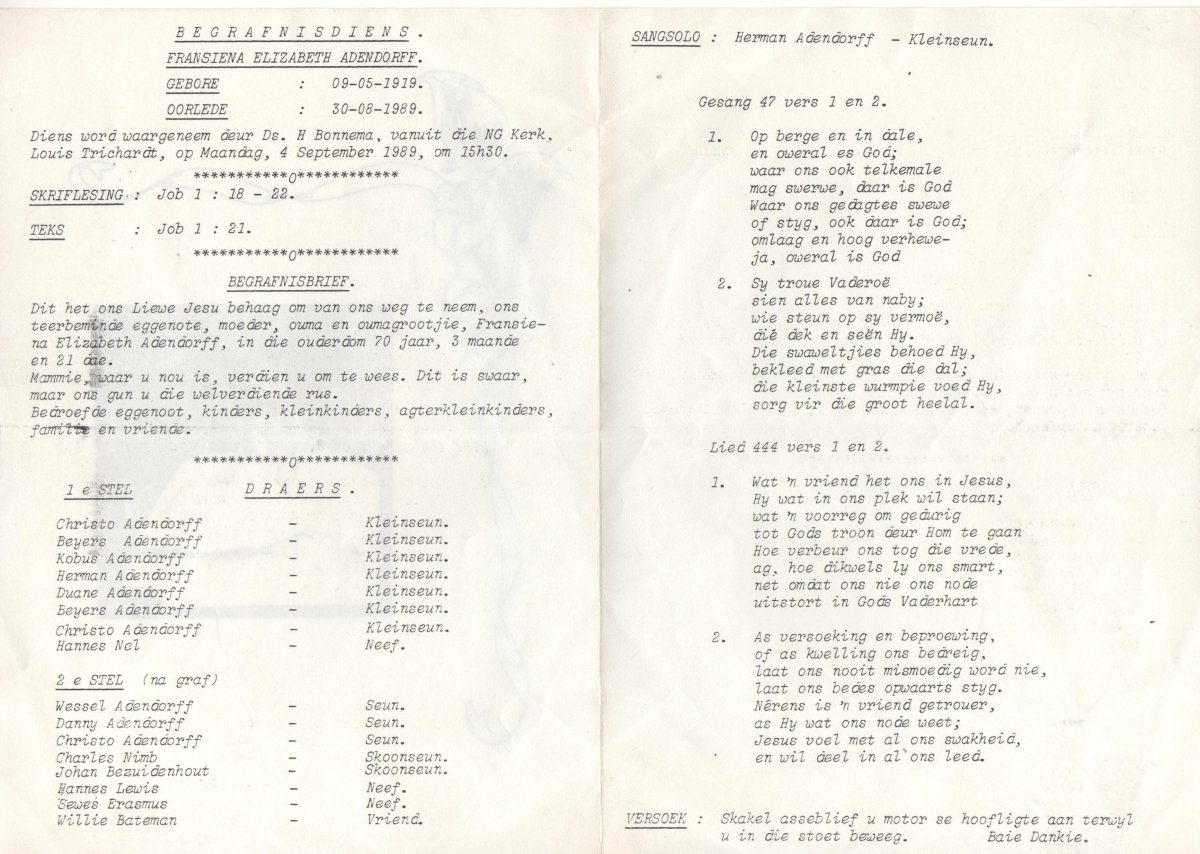 B E G R A F N I S D I E N S .
FRANSIENA ELIZABETH ADENDORFF.
GEBORE : 09-05-1919.
OORLEDE : 30-08-1989.
Diens word waargeneem deur Ds. H Bonnema, vanuit die NG Kerk,
Louis Trichardt, op Maandag, 4 September 1989, om 15h30.
***********0************
SKRIFLESING : Job 1 : 18 - 22.
TEKS : Job 1 : 21.
***********0************
BEGRAFNISBRIEF.
Dit het ons Liewe Jesu behaag om van ons weg te neem, ons
teerbeminde eggenote, moeder, ouma en oumagrootjie, Fransie-
na Elizabeth Adendorff, in die ouderdom 70 jaar, 3 maande
en 21 dae.
Mammie, waar u nou is, verdien u om te wees. Dit is swaar,
maar ons gun u die welverdiende rus.
Bedroefde eggenoot, kinders, kleinkinders, agterkleinkinders,
familie en vriende.
***********0************
1 e STEL D R A E R S .
Christo Adendorff - Kleinseun.
Beyers Adendorff - Kleinseun.
Kobus Adendorff - Kleinseun.
Herman Adendorff - Kleinseun.
Duane Adendorff - Kleinseun.
Beyers Adendorff - Kleinseun.
Christo Adendorff - Kleinseun.
Hannes Nel - Neef.
2 e STEL (na graf)
Wessel Adendorff - Seun.
Danny Adendorff - Seun.
Christo Adendorff - Seun.
Charles Nimb - Skoonseun.
Johan Bezuidenhout - Skoonseun.
Hannes Lewis - Neef.
Sewes Erasmus - Neef.
Willie Bateman - Vriend.
SANGSOLO : Herman Adendorff - Kleinseun.
Gesang 47 vers 1 en 2.
1. Op berge en in dale,
en oweral es God;
waar ons ook telkemale
mag swerwe, daar is God
Waar ons gedagtes swewe
of styg, ook daar is God;
omlaag en hoog verhewe-
ja, oweral is God
2. Sy troue Vaderoë
sien alles van naby;
wie steun op sy vermoë,
dié dek en seën Hy.
Die swaweltjies behoed Hy,
bekleed met gras die dal;
die kleinste wurmpie voed Hy,
sorg vir die groot heelal.
Lied 444 vers 1 en 2.
1. Wat 'n vriend het ons in Jesus,
Hy wat in ons plek wil staan;
wat 'n voorreg om gedurig
tot Gods troon deur Hom te gaan
Hoe verbeur ons tog die vrede,
ag, hoe dikwels ly ons smart,
net omdat ons nie ons node
uitstort in Gods Vaderhart
2. As versoeking en beproewing,
of as kwelling ons bedreig,
laat ons nooit mismoedig word nie,
laat ons bedes opwaarts styg.
Nêrens is 'n vriend getrouer,
as Hy wat ons node weet;
Jesus voel met al ons swakheid,
en wil deel in al ons leed.
VERSOEK : Skakel asseblief u motor se hoofligte aan terwyl
u in die stoet beweeg. Baie Dankie.